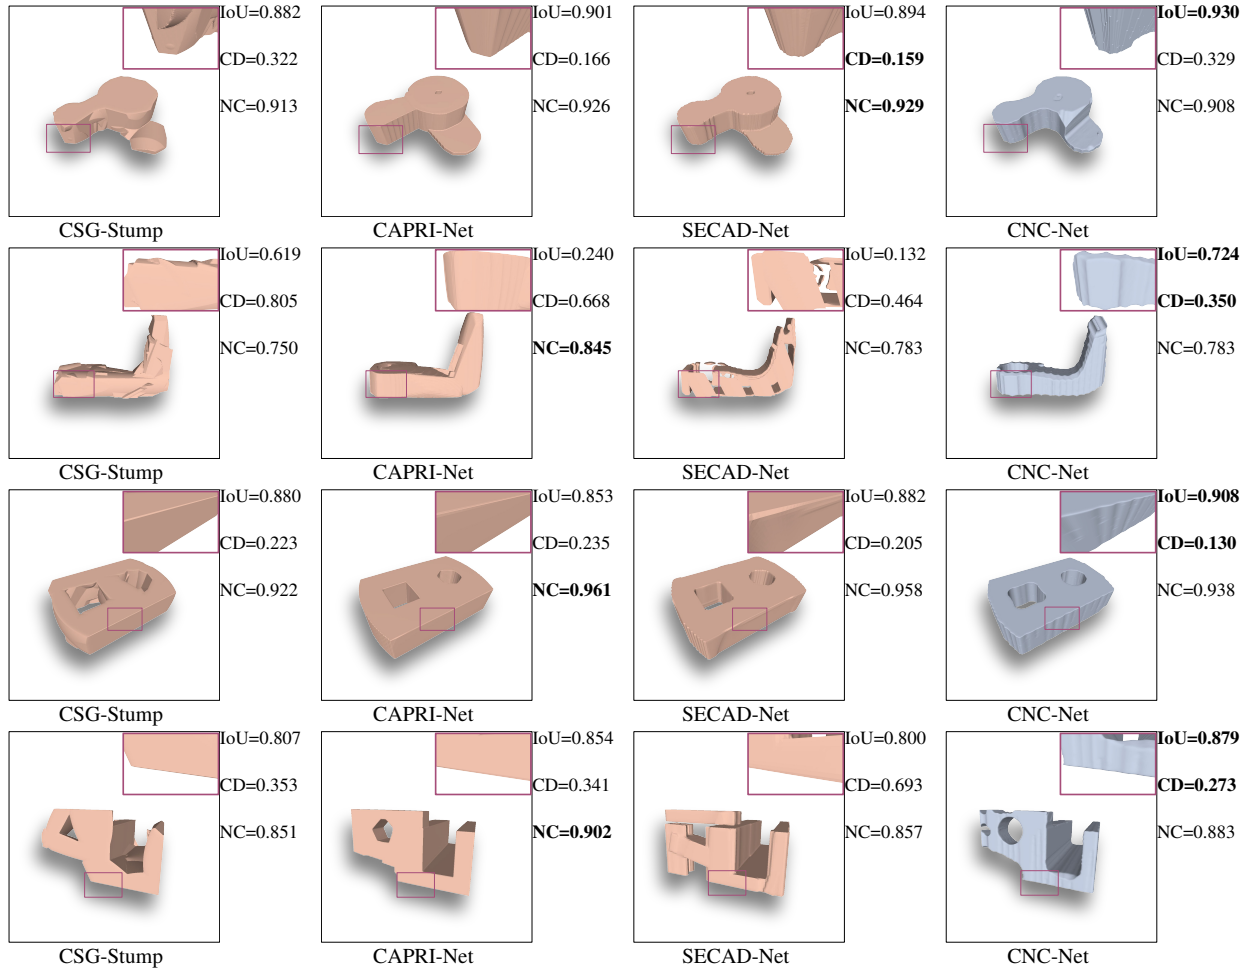 IoU=0.882
CD=0.322
NC=0.913
IoU=0.901
CD=0.166
NC=0.926
IoU=0.894
CD=0.159
NC=0.929
IoU=0.930
CD=0.329
NC=0.908
CSG-Stump
CAPRI-Net
SECAD-Net
CNC-Net
IoU=0.619
CD=0.805
NC=0.750
IoU=0.240
CD=0.668
NC=0.845
IoU=0.132
CD=0.464
NC=0.783
IoU=0.724
CD=0.350
NC=0.783
CSG-Stump
CAPRI-Net
SECAD-Net
CNC-Net
IoU=0.880
CD=0.223
NC=0.922
IoU=0.853
CD=0.235
NC=0.961
IoU=0.882
CD=0.205
NC=0.958
IoU=0.908
CD=0.130
NC=0.938
CSG-Stump
CAPRI-Net
SECAD-Net
CNC-Net
IoU=0.807
CD=0.353
NC=0.851
IoU=0.854
CD=0.341
NC=0.902
IoU=0.800
CD=0.693
NC=0.857
IoU=0.879
CD=0.273
NC=0.883
CSG-Stump
CAPRI-Net
SECAD-Net
CNC-Net